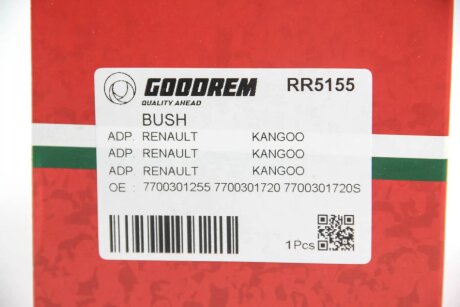 GOODREM RR5155
QUALITY AHEAD
BUSH
ADP. RENAULT KANGOO
ADP. RENAULT KANGOO
ADP. RENAULT KANGOO
OE : 7700301255 7700301720 7700301720S
1Pcs